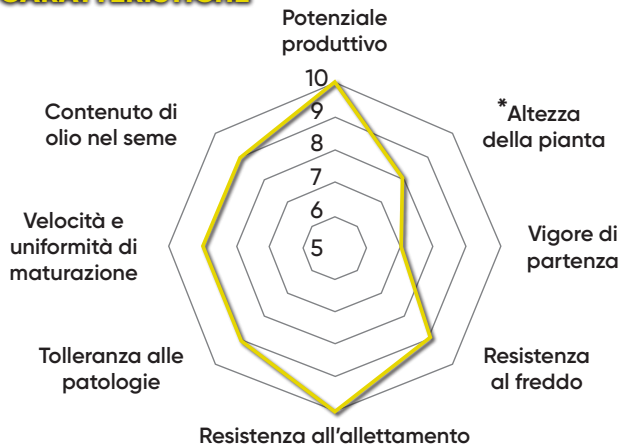 CARATTERISTICHE
Potenziale
produttivo
10
9
8
7
6
5
*Altezza
della pianta
Vigore di
partenza
Resistenza
al freddo
Resistenza all'allettamento
Tolleranza alle
patologie
Velocità e
uniformità di
maturazione
Contenuto di
olio nel seme